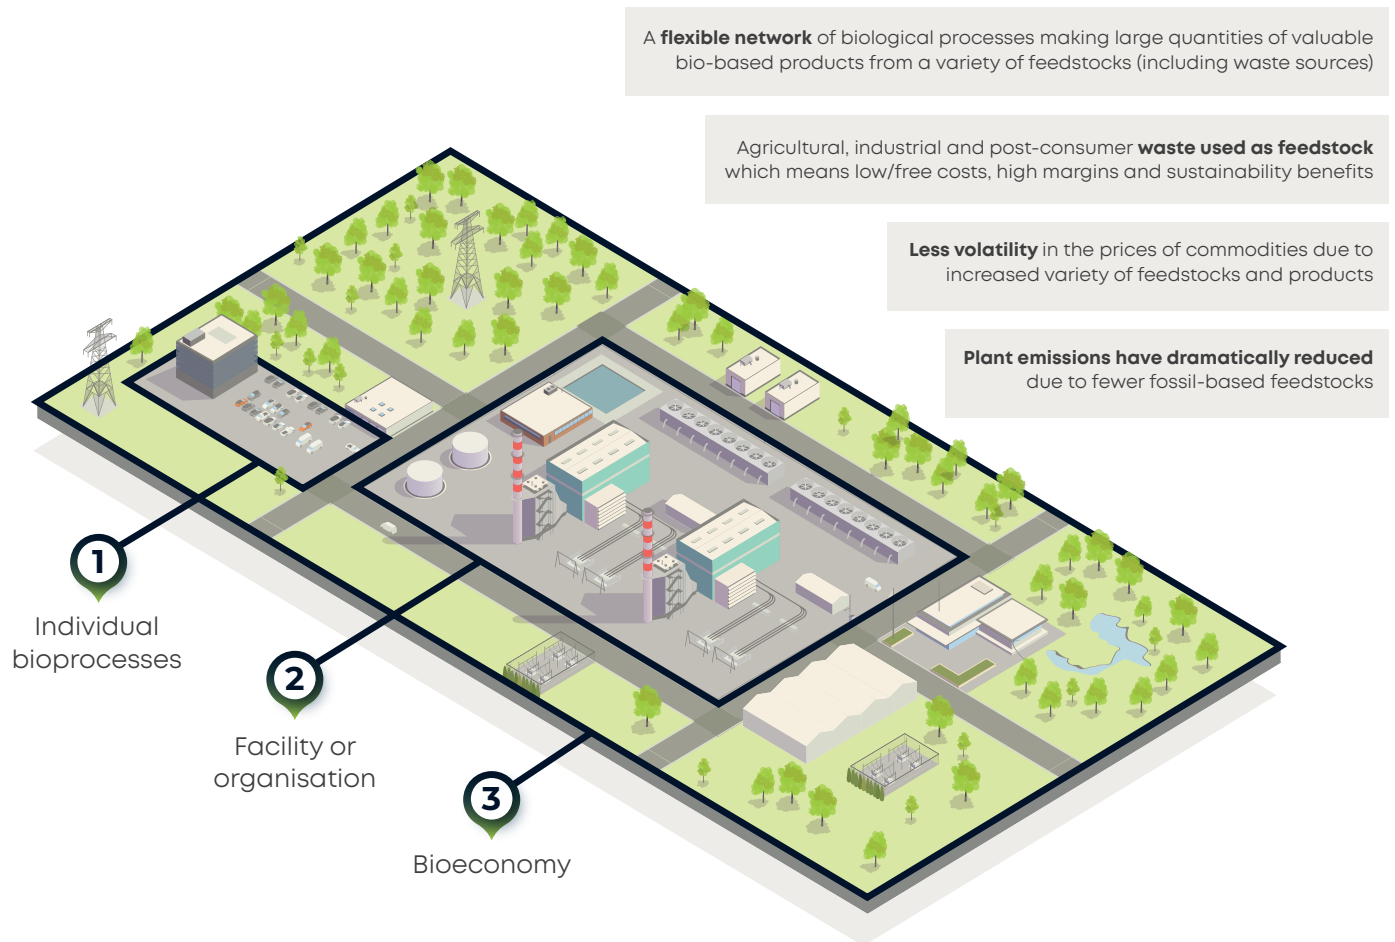 A flexible network of biological processes making large quantities of valuable
bio-based products from a variety of feedstocks (including waste sources)
Agricultural, industrial and post-consumer waste used as feedstock
which means low/free costs, high margins and sustainability benefits
Less volatility in the prices of commodities due to
increased variety of feedstocks and products
Plant emissions have dramatically reduced
due to fewer fossil-based feedstocks
1
Individual
bioprocesses
2
Facility or
organisation
3
Bioeconomy